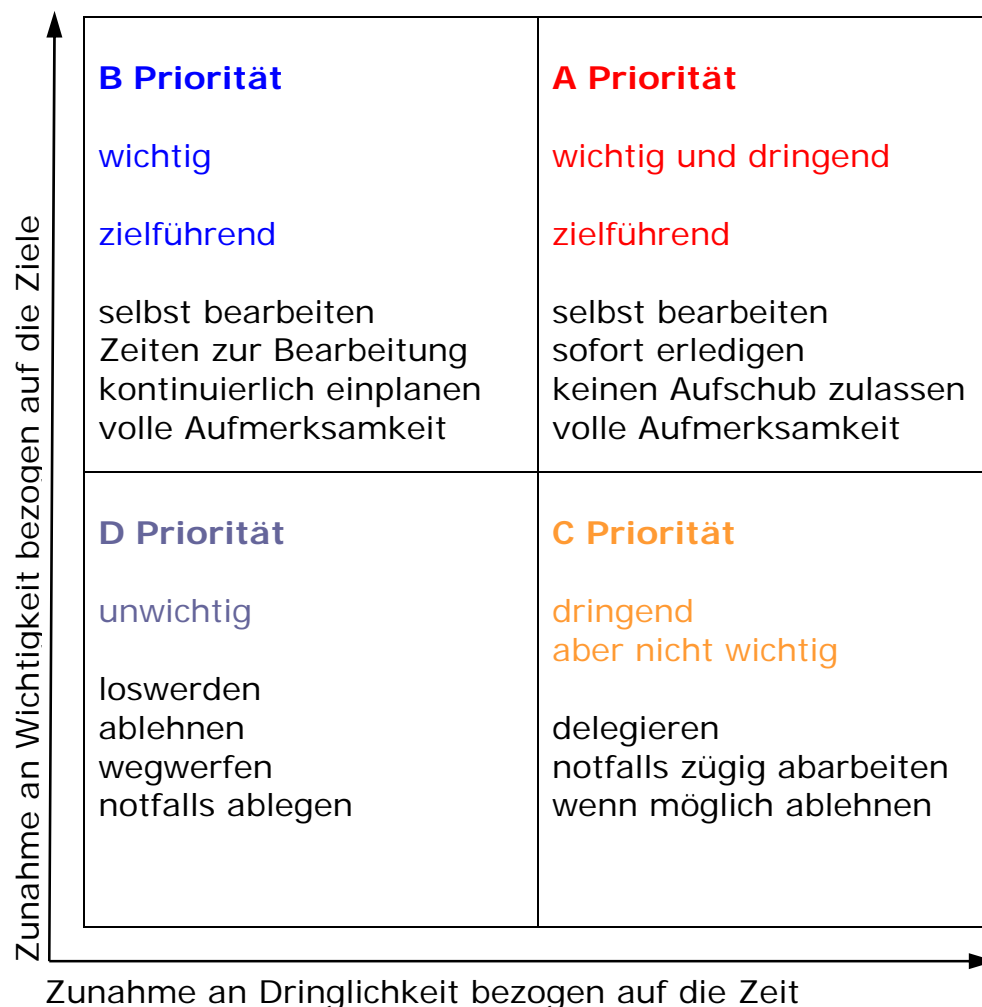 Zunahme an Wichtigkeit bezogen auf die Ziele
B Priorität
wichtig
zielführend
selbst bearbeiten
Zeiten zur Bearbeitung
kontinuierlich einplanen
volle Aufmerksamkeit
A Priorität
wichtig und dringend
zielführend
selbst bearbeiten
sofort erledigen
keinen Aufschub zulassen
volle Aufmerksamkeit
D Priorität
unwichtig
loswerden
ablehnen
wegwerfen
notfalls ablegen
C Priorität
dringend
aber nicht wichtig
delegieren
notfalls zügig abarbeiten
wenn möglich ablehnen
Zunahme an Dringlichkeit bezogen auf die Zeit